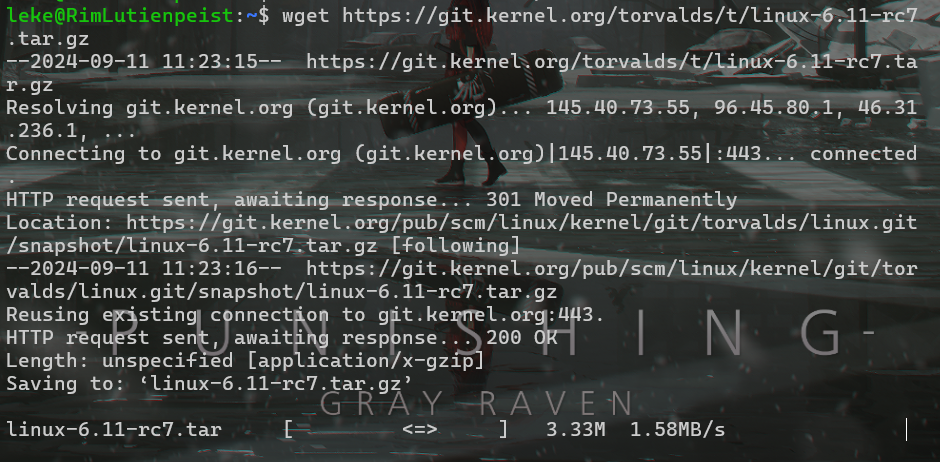 leke@RimLutienpeist:~$ wget https://git.kernel.org/torvalds/t/linux-6.11-rc7
.tar.gz
--2024-09-11 11:23:15--  https://git.kernel.org/torvalds/t/linux-6.11-rc7.ta
r.gz
Resolving git.kernel.org (git.kernel.org)... 145.40.73.55, 96.45.80.1, 46.31
.236.1, ...
Connecting to git.kernel.org (git.kernel.org)|145.40.73.55|:443... connected
.
HTTP request sent, awaiting response... 301 Moved Permanently
Location: https://git.kernel.org/pub/scm/linux/kernel/git/torvalds/linux.git
/snapshot/linux-6.11-rc7.tar.gz [following]
--2024-09-11 11:23:16--  https://git.kernel.org/pub/scm/linux/kernel/git/tor
valds/linux.git/snapshot/linux-6.11-rc7.tar.gz
Reusing existing connection to git.kernel.org:443.
HTTP request sent, awaiting response... 200 OK
Length: unspecified [application/x-gzip]
Saving to: ‘linux-6.11-rc7.tar.gz’
linux-6.11-rc7.tar      [         <=>     ]   3.33M  1.58MB/s
-PUNISHING-
GRAY RAVEN